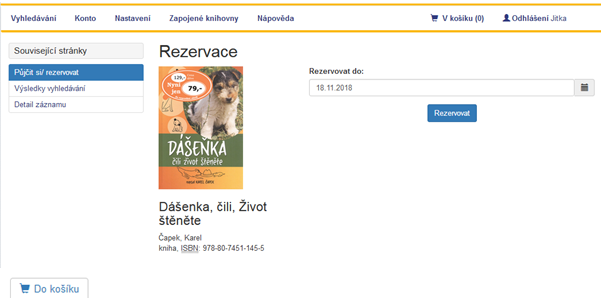 Vyhledávání Konto Nastavení Zapojené knihovny Nápověda V košíku (0) Odhlášení Jitka
Související stránky
Půjčit si/ rezervovat
Výsledky vyhledávání
Detail záznamu
Rezervace
129,-
Nyní
jen 79,-
DÁŠEŇKA
čili život štěněte
Dášenka, čili, Život
štěněte
Čapek, Karel
kniha, ISBN: 978-80-7451-145-5
Rezervovat do:
18.11.2018
Rezervovat
Do košíku